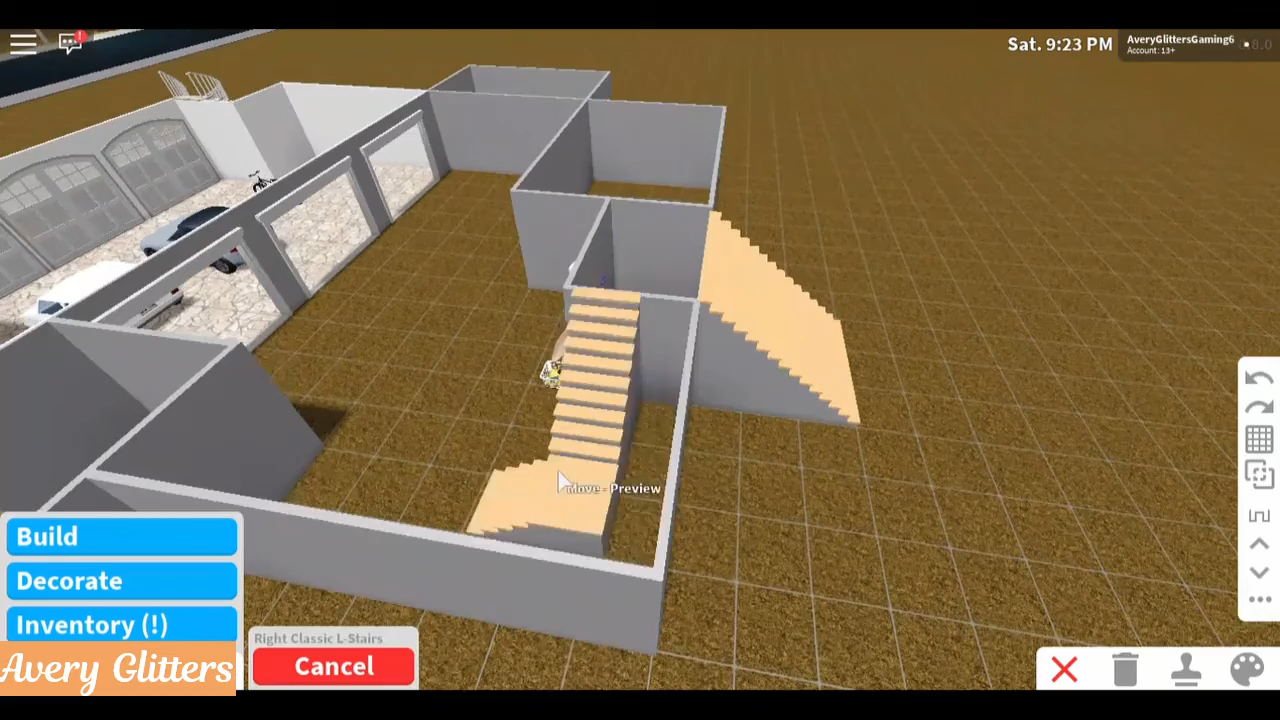 Sat. 9:23 PM
AveryGlittersGaming6
Account: 13+
Move - Preview
Build
Decorate
Inventory (!)
Avery Glitters
Right Classic L-Stairs
Cancel